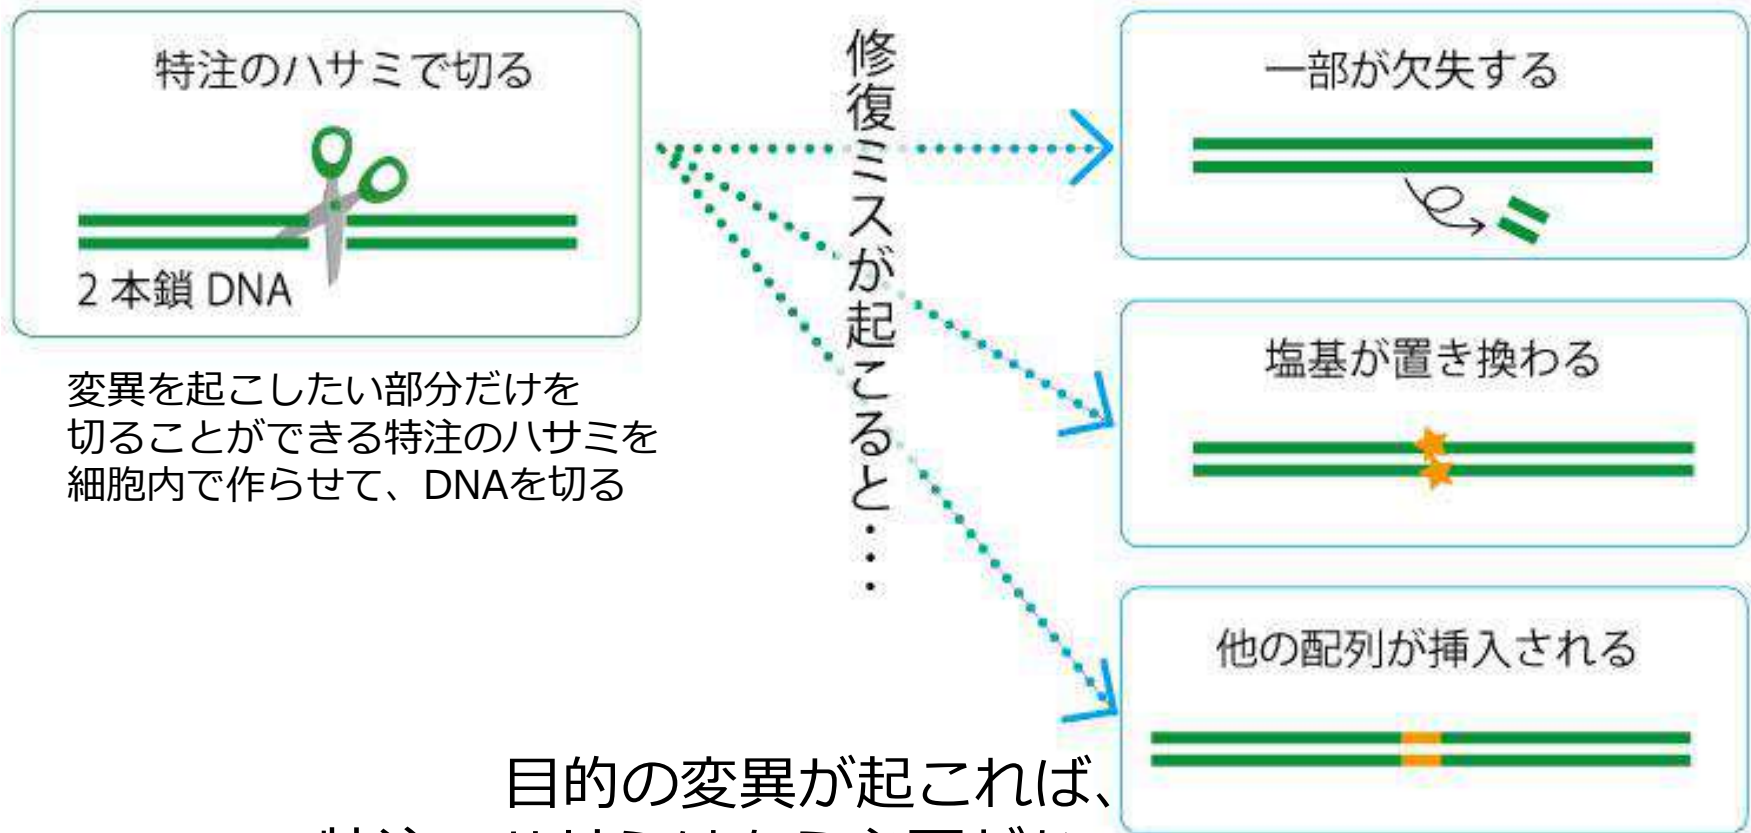 特注のハサミで切る
2 本鎖 DNA
変異を起こしたい部分だけを
切ることができる特注のハサミを
細胞内で作らせて、DNAを切る
修復ミスが起こると・・・
一部が欠失する
塩基が置き換わる
他の配列が挿入される
目的の変異が起これば、